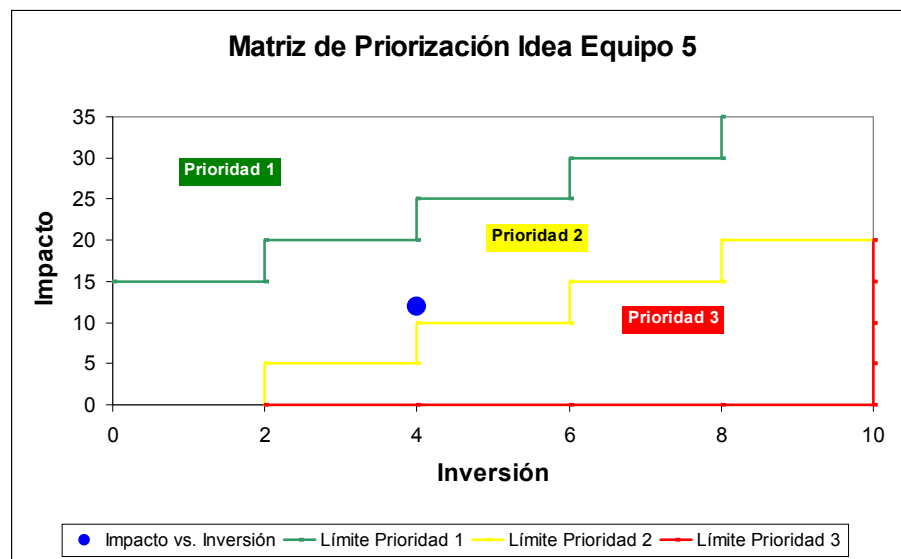 Matriz de Priorización Idea Equipo 5
35
30
25
20
15
10
5
0
Impacto
Prioridad 1
Prioridad 2
Prioridad 3
0 2 4 6 8 10
Inversión
Impacto vs. Inversión Límite Prioridad 1 Límite Prioridad 2 Límite Prioridad 3